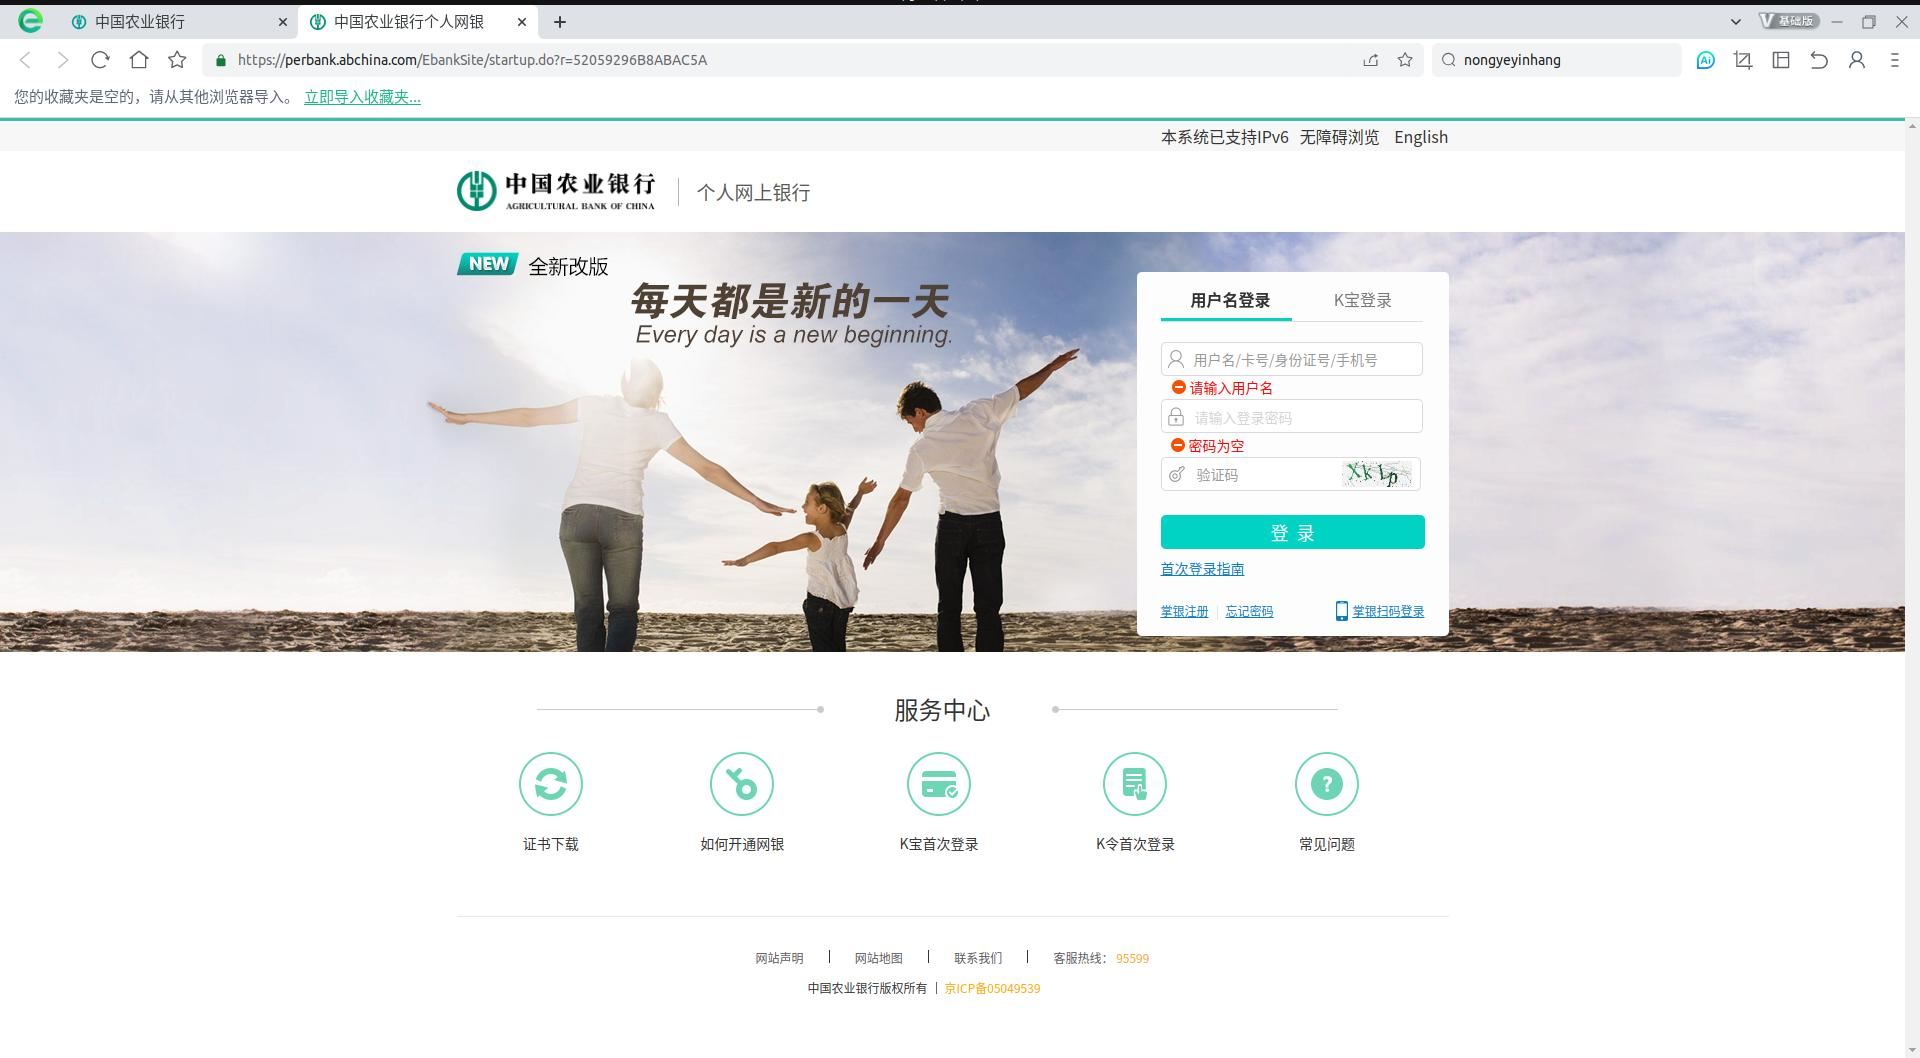 中国农业银行
中国农业银行个人网银
基础版
https://perbank.abchina.com/EbankSite/startup.do?r=52059296B8ABAC5A
nongyeyinhang
Ai
您的收藏夹是空的，请从其他浏览器导入。 立即导入收藏夹...
本系统已支持IPv6 无障碍浏览 English
中国农业银行
AGRICULTURAL BANK OF CHINA
个人网上银行
NEW 全新改版
每天都是新的一天
Every day is a new beginning.
用户名登录 K宝登录
用户名/卡号/身份证号/手机号
请输入用户名
请输入登录密码
密码为空
验证码 XkLp
登 录
首次登录指南
掌银注册 忘记密码 掌银扫码登录
服务中心
证书下载 如何开通网银 K宝首次登录 K令首次登录 常见问题
网站声明 | 网站地图 | 联系我们 | 客服热线： 95599
中国农业银行版权所有 | 京ICP备05049539